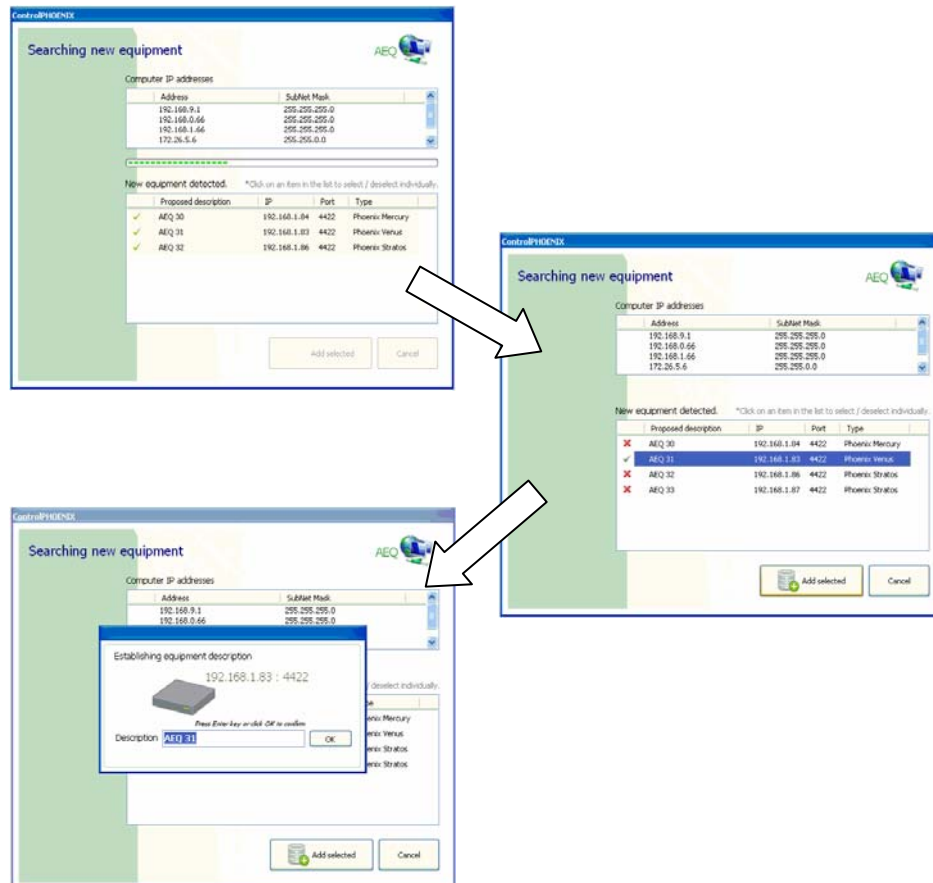 ControlPHOENIX
Searching new equipment
AEQ
Computer IP addresses
Address SubNet Mask
192.168.9.1 255.255.255.0
192.168.0.66 255.255.255.0
192.168.1.66 255.255.255.0
172.26.5.6 255.255.0.0
New equipment detected. *Click on an item in the list to select / deselect individually.
Proposed description IP Port Type
AEQ 30 192.168.1.84 4422 Phoenix Mercury
AEQ 31 192.168.1.83 4422 Phoenix Venus
AEQ 32 192.168.1.86 4422 Phoenix Stratos
Add selected Cancel
ControlPHOENIX
Searching new equipment
AEQ
Computer IP addresses
Address SubNet Mask
192.168.9.1 255.255.255.0
192.168.0.66 255.255.255.0
192.168.1.66 255.255.255.0
172.26.5.6 255.255.0.0
New equipment detected. *Click on an item in the list to select / deselect individually.
Proposed description IP Port Type
AEQ 30 192.168.1.84 4422 Phoenix Mercury
AEQ 31 192.168.1.83 4422 Phoenix Venus
AEQ 32 192.168.1.86 4422 Phoenix Stratos
AEQ 33 192.168.1.87 4422 Phoenix Stratos
Add selected Cancel
ControlPHOENIX
Searching new equipment
AEQ
Computer IP addresses
Address SubNet Mask
192.168.9.1 255.255.255.0
192.168.0.66 255.255.255.0
Establishing equipment description
192.168.1.83 : 4422
/ deselect individually.
Press Enter key or click OK to confirm
Description AEQ 31 OK
pe
enix Mercury
enix Venus
enix Stratos
enix Stratos
Add selected Cancel